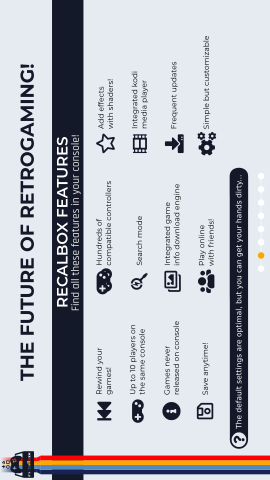 THE FUTURE OF RETROGAMING!
RECALBOX FEATURES
Find all these features in your console!
Rewind your
games!
Hundreds of
compatible controllers
Add effects
with shaders!
Up to 10 players on
the same console
Search mode
Integrated kodi
media player
Games never
released on console
Integrated game
info download engine
Frequent updates
Save anytime!
Play online
with friends!
Simple but customizable
The default settings are optimal, but you can get your hands dirty...